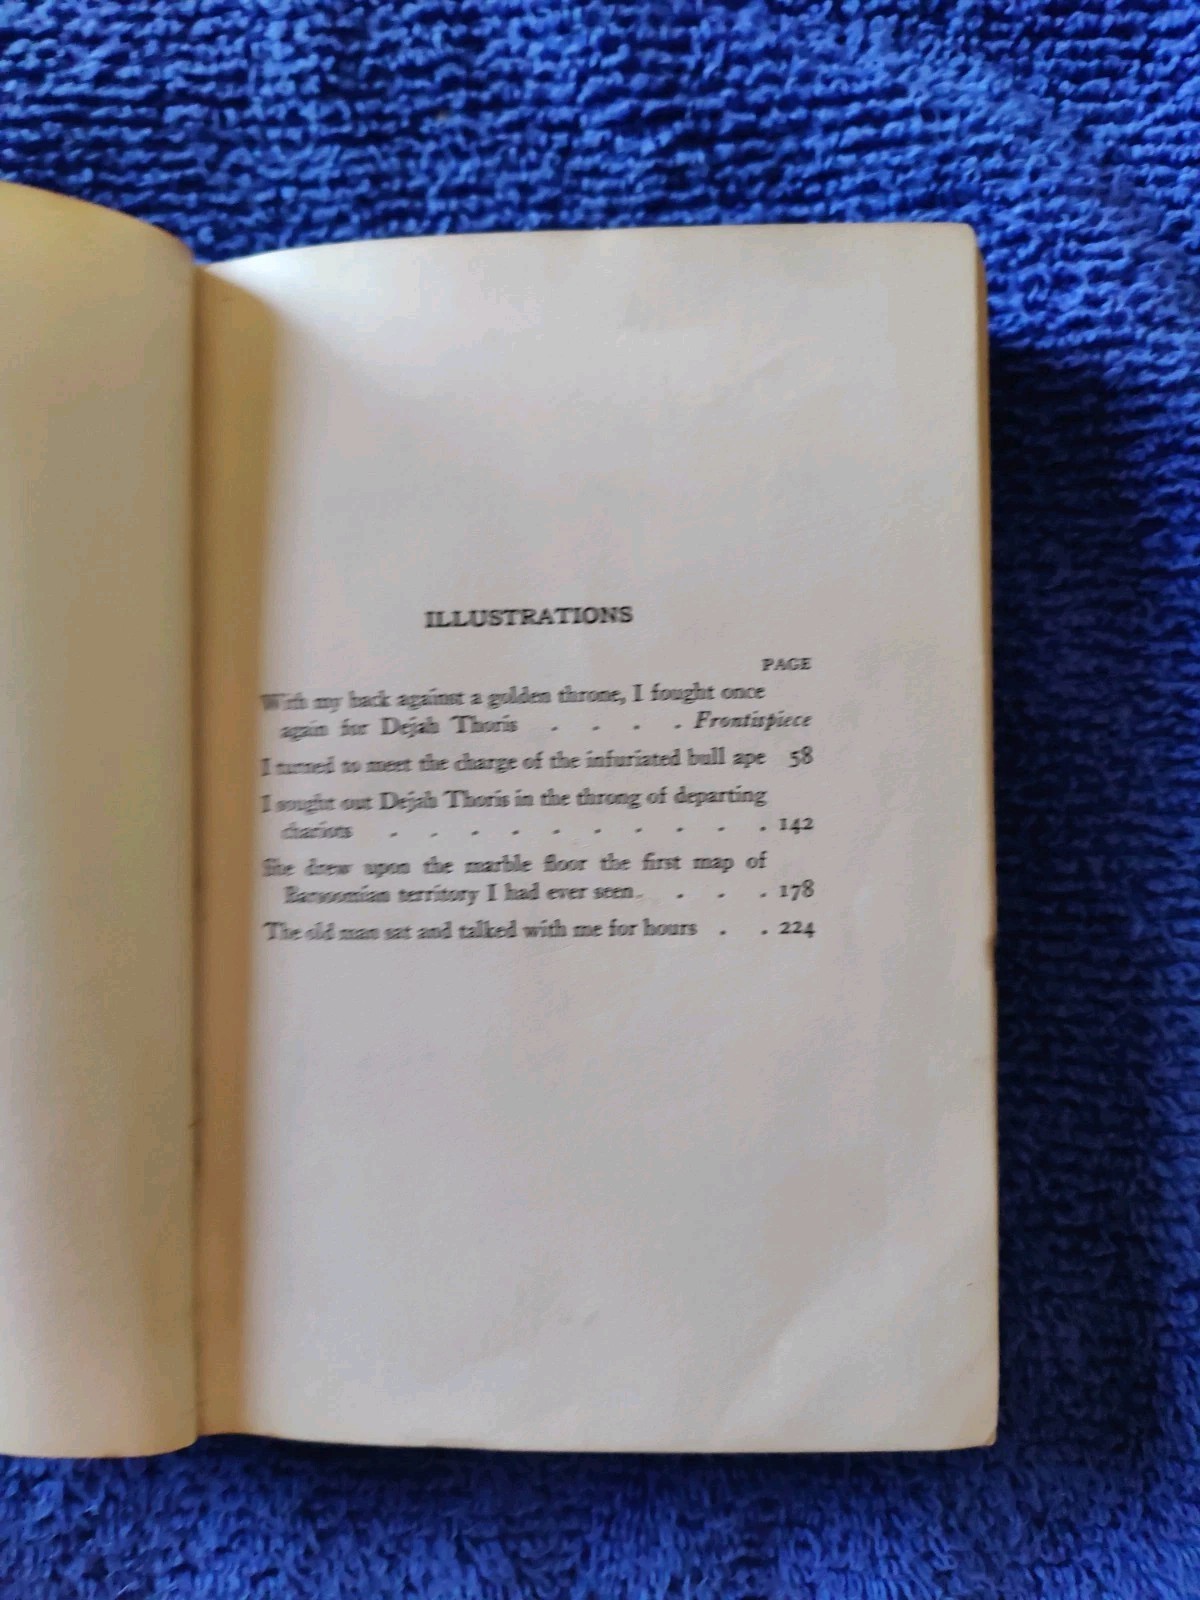 ILLUSTRATIONS
PAGE
With my back against a golden throne, I fought once
again for Dejah Thoris . . . . Frontispiece
I turned to meet the charge of the infuriated bull ape 58
I sought out Dejah Thoris in the throng of departing
chariots . . . . . . . . . . 142
She drew upon the marble floor the first map of
Barsoomian territory I had ever seen. . . . 178
The old man sat and talked with me for hours . . 224